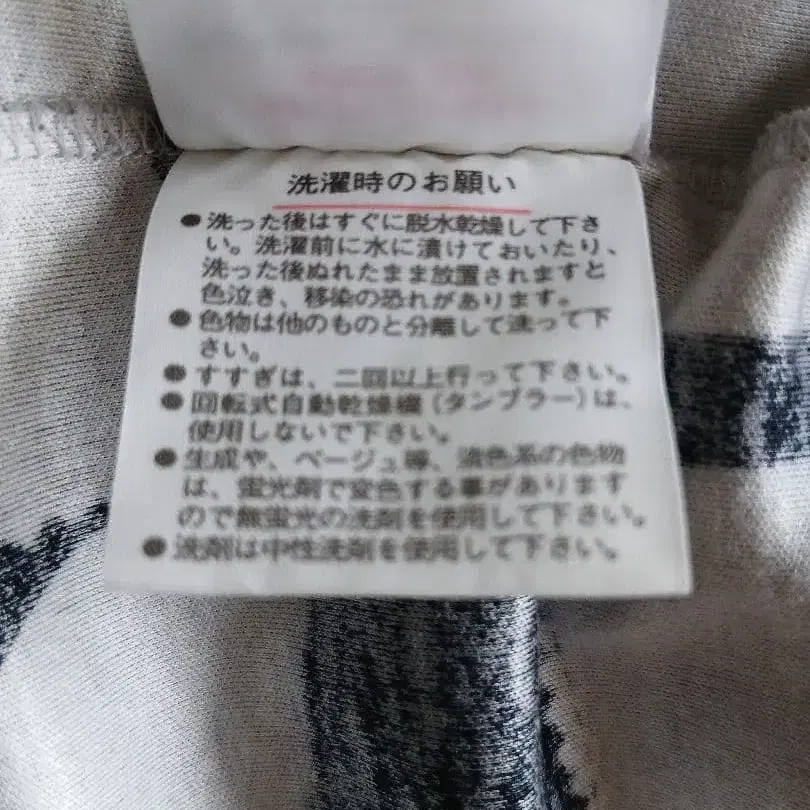 洗濯時のお願い
●洗った後はすぐに脱水乾燥して下さ
い。洗濯前に水に漬けておいたり、
洗った後ぬれたまま放置されますと
色泣き、移染の恐れがあります。
●色物は他のものと分離して洗って下
さい。
●すすぎは、二回以上行って下さい。
●回転式自動乾燥機(タンブラー)は、
使用しないで下さい。
●生成や、ベージュ等、淡色系の色物
は、蛍光剤で変色する事があります
ので無蛍光の洗剤を使用して下さい。
●洗剤は中性洗剤を使用して下さい。